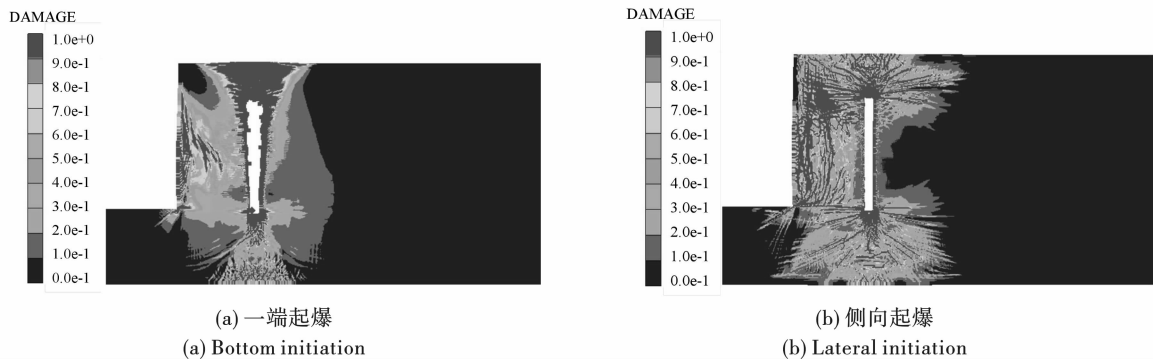 DAMAGE
1.0e+0
9.0e-1
8.0e-1
7.0e-1
6.0e-1
5.0e-1
4.0e-1
3.0e-1
2.0e-1
1.0e-1
0.0e-1
(a) 一端起爆
(a) Bottom initiation
DAMAGE
1.0e+0
9.0e-1
8.0e-1
7.0e-1
6.0e-1
5.0e-1
4.0e-1
3.0e-1
2.0e-1
1.0e-1
0.0e-1
(b) 侧向起爆
(b) Lateral initiation